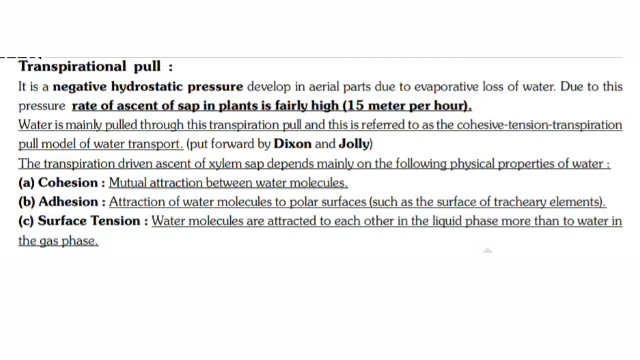 Transpirational pull :
It is a negative hydrostatic pressure develop in aerial parts due to evaporative loss of water. Due to this
pressure rate of ascent of sap in plants is fairly high (15 meter per hour).
Water is mainly pulled through this transpiration pull and this is referred to as the cohesive-tension-transpiration
pull model of water transport. (put forward by Dixon and Jolly)
The transpiration driven ascent of xylem sap depends mainly on the following physical properties of water :
(a) Cohesion : Mutual attraction between water molecules.
(b) Adhesion : Attraction of water molecules to polar surfaces (such as the surface of tracheary elements).
(c) Surface Tension : Water molecules are attracted to each other in the liquid phase more than to water in
the gas phase.